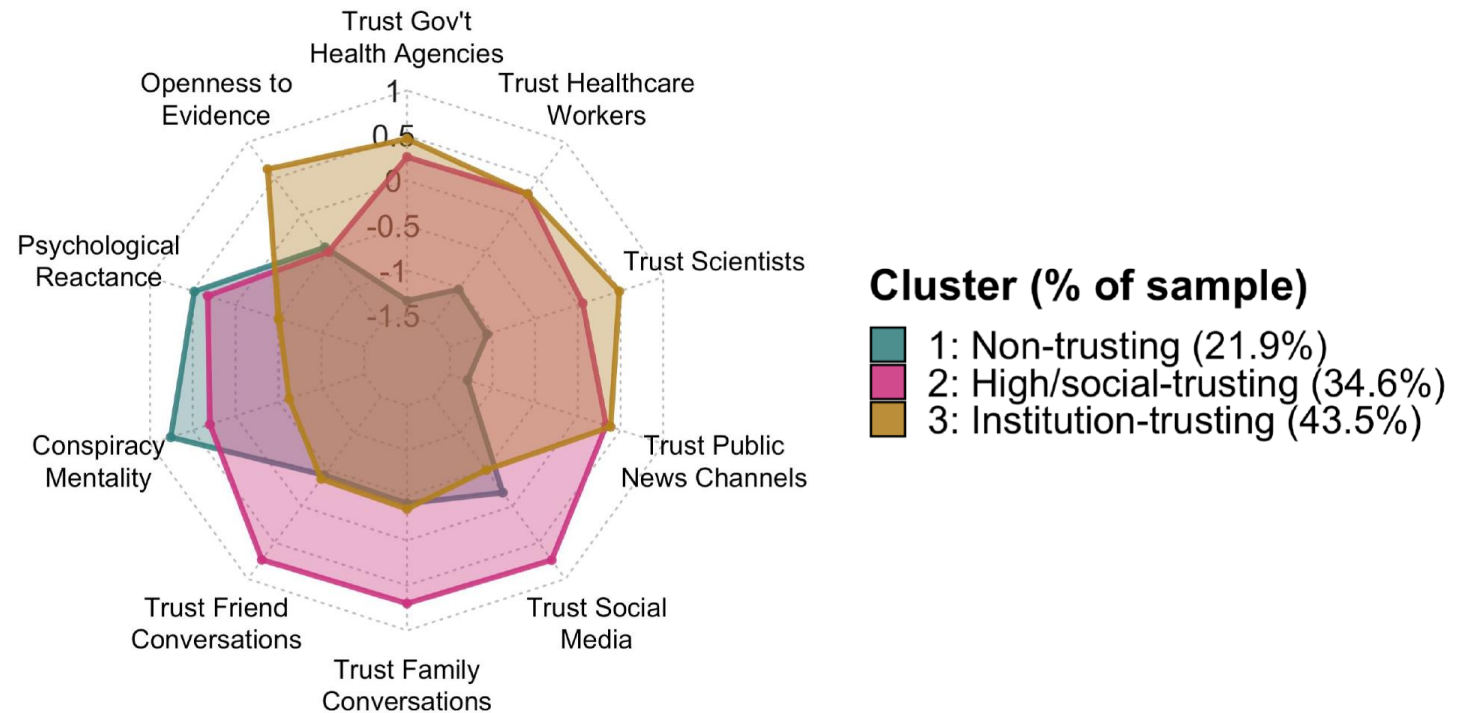 Trust Gov't
Health Agencies
Openness to
Evidence
Trust Healthcare
Workers
1
0.5
0
-0.5
-1
-1.5
Psychological
Reactance
Trust Scientists
Conspiracy
Mentality
Trust Public
News Channels
Trust Friend
Conversations
Trust Social
Media
Trust Family
Conversations
Cluster (% of sample)
1: Non-trusting (21.9%)
2: High/social-trusting (34.6%)
3: Institution-trusting (43.5%)